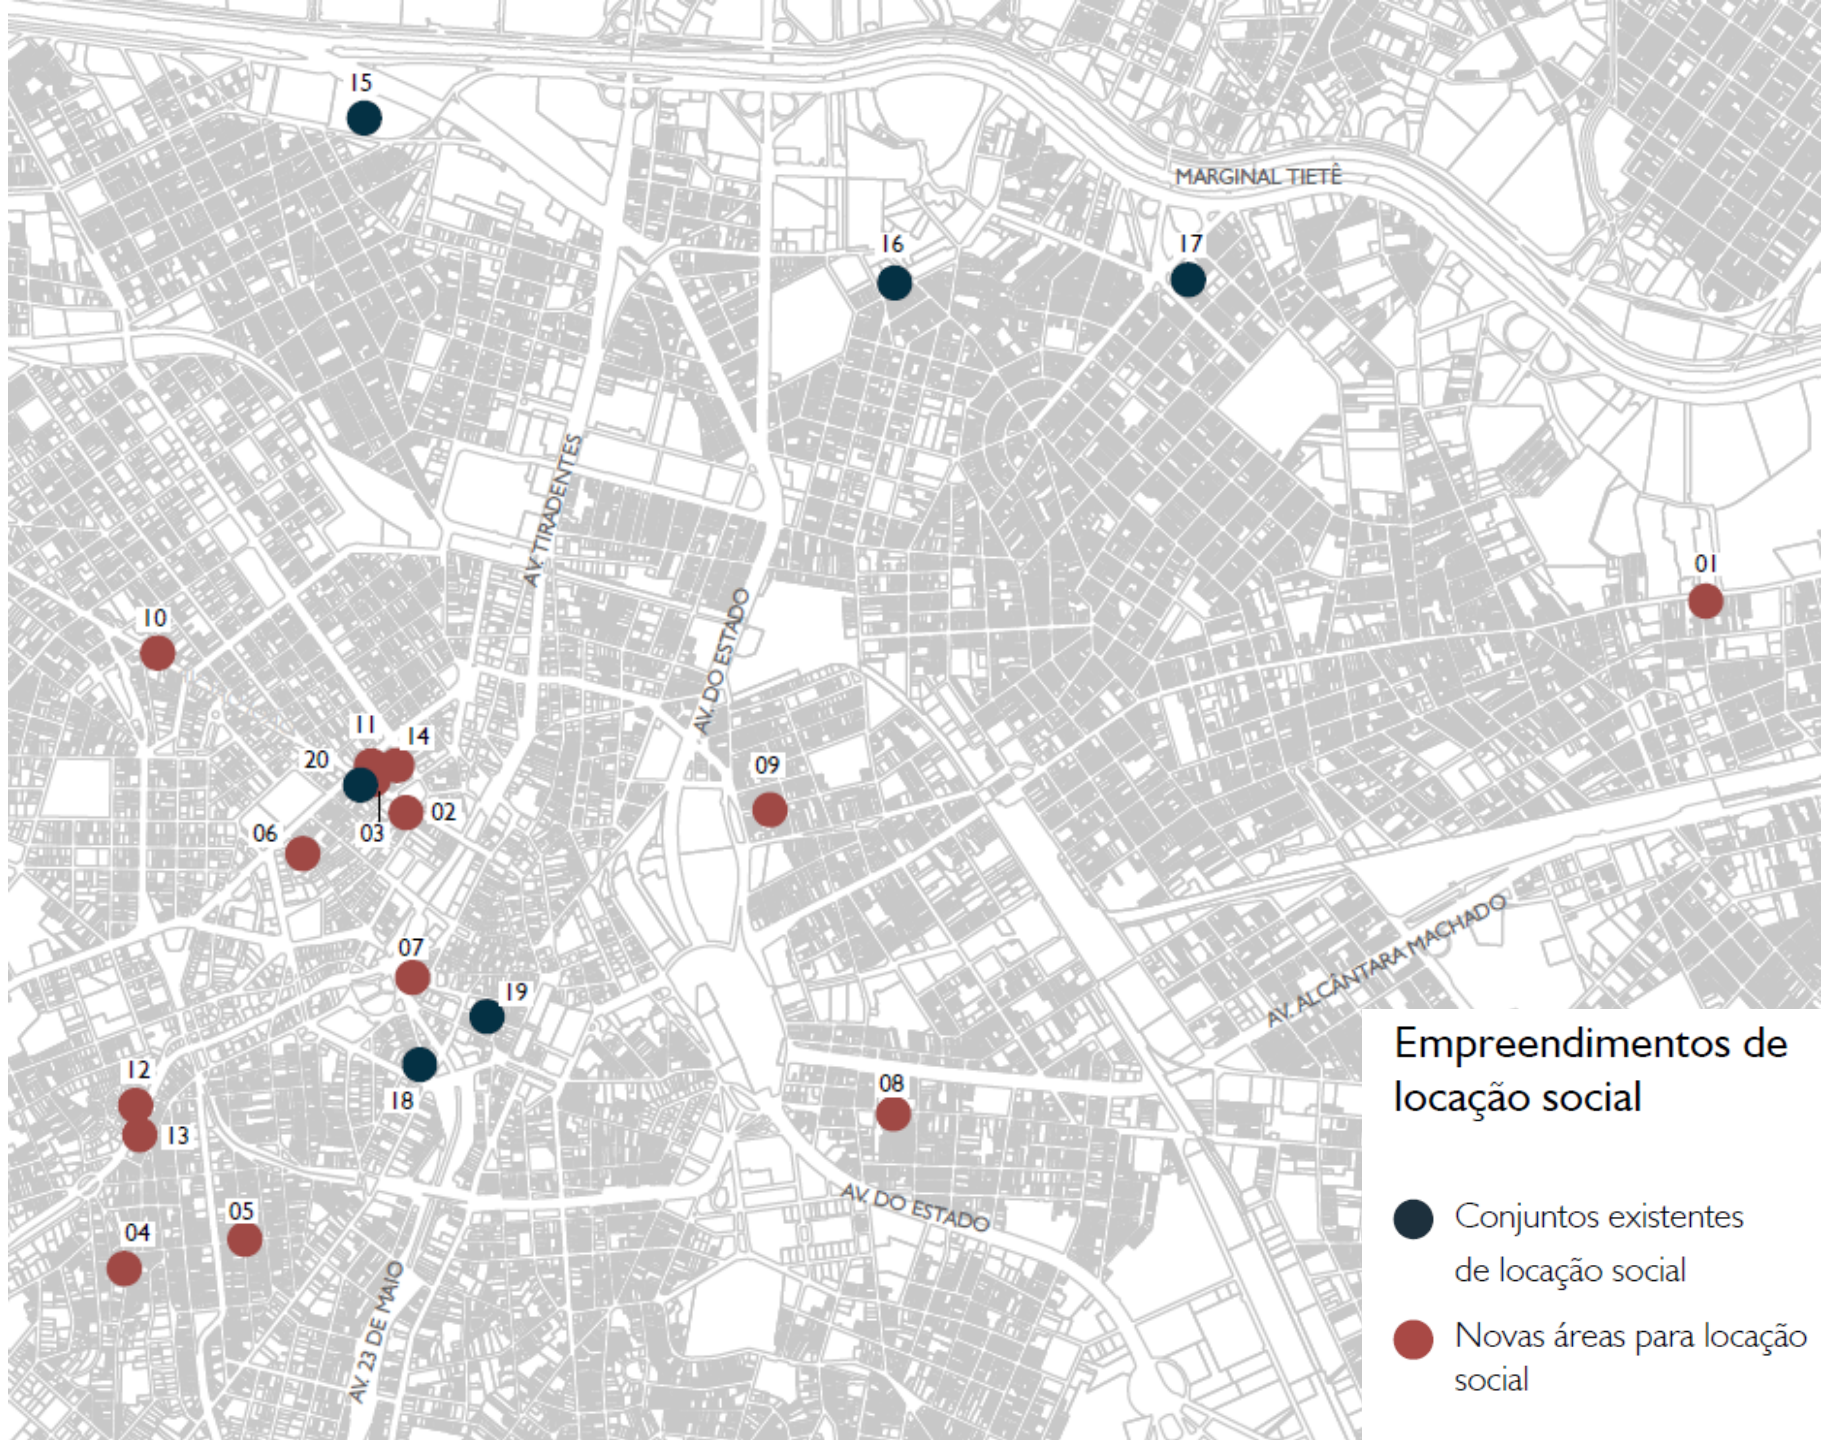 15
MARGINAL TIETÊ
16
17
AV. TIRADENTES
01
AV. DO ESTADO
10
11
14
20
09
02
06
03
AV. ALCÂNTARA MACHADO
07
19
12
18
08
13
AV. DO ESTADO
05
04
AV. 23 DE MAIO
Empreendimentos de
locação social
Conjuntos existentes
de locação social
Novas áreas para locação
social